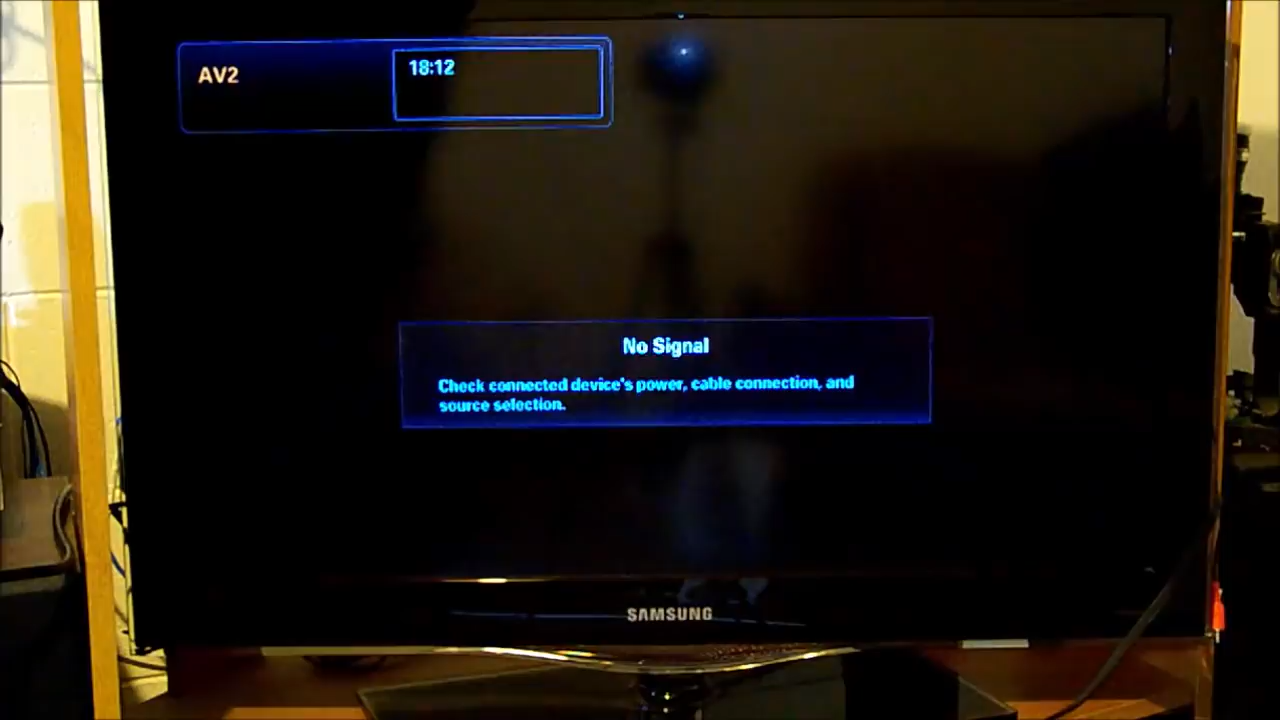 AV2
18:12
No Signal
Check connected device's power, cable connection, and
source selection.
SAMSUNG